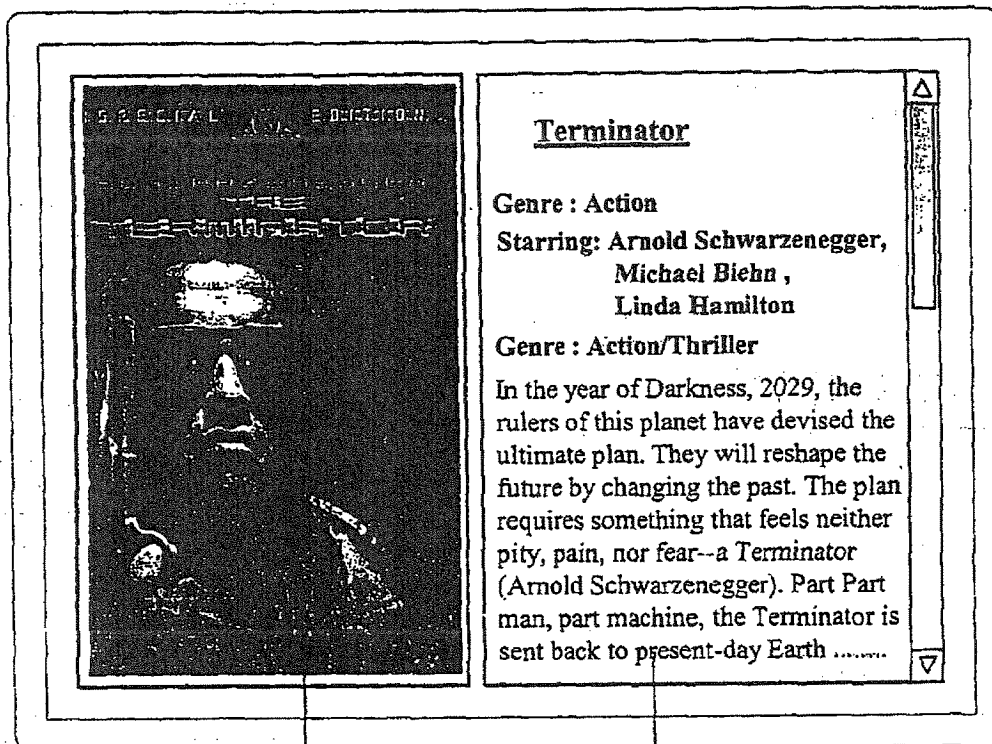 Terminator
Genre : Action
Starring: Arnold Schwarzenegger,
Michael Biehn ,
Linda Hamilton
Genre : Action/Thriller
In the year of Darkness, 2029, the
rulers of this planet have devised the
ultimate plan. They will reshape the
future by changing the past. The plan
requires something that feels neither
pity, pain, nor fear--a Terminator
(Arnold Schwarzenegger). Part Part
man, part machine, the Terminator is
sent back to present-day Earth ........